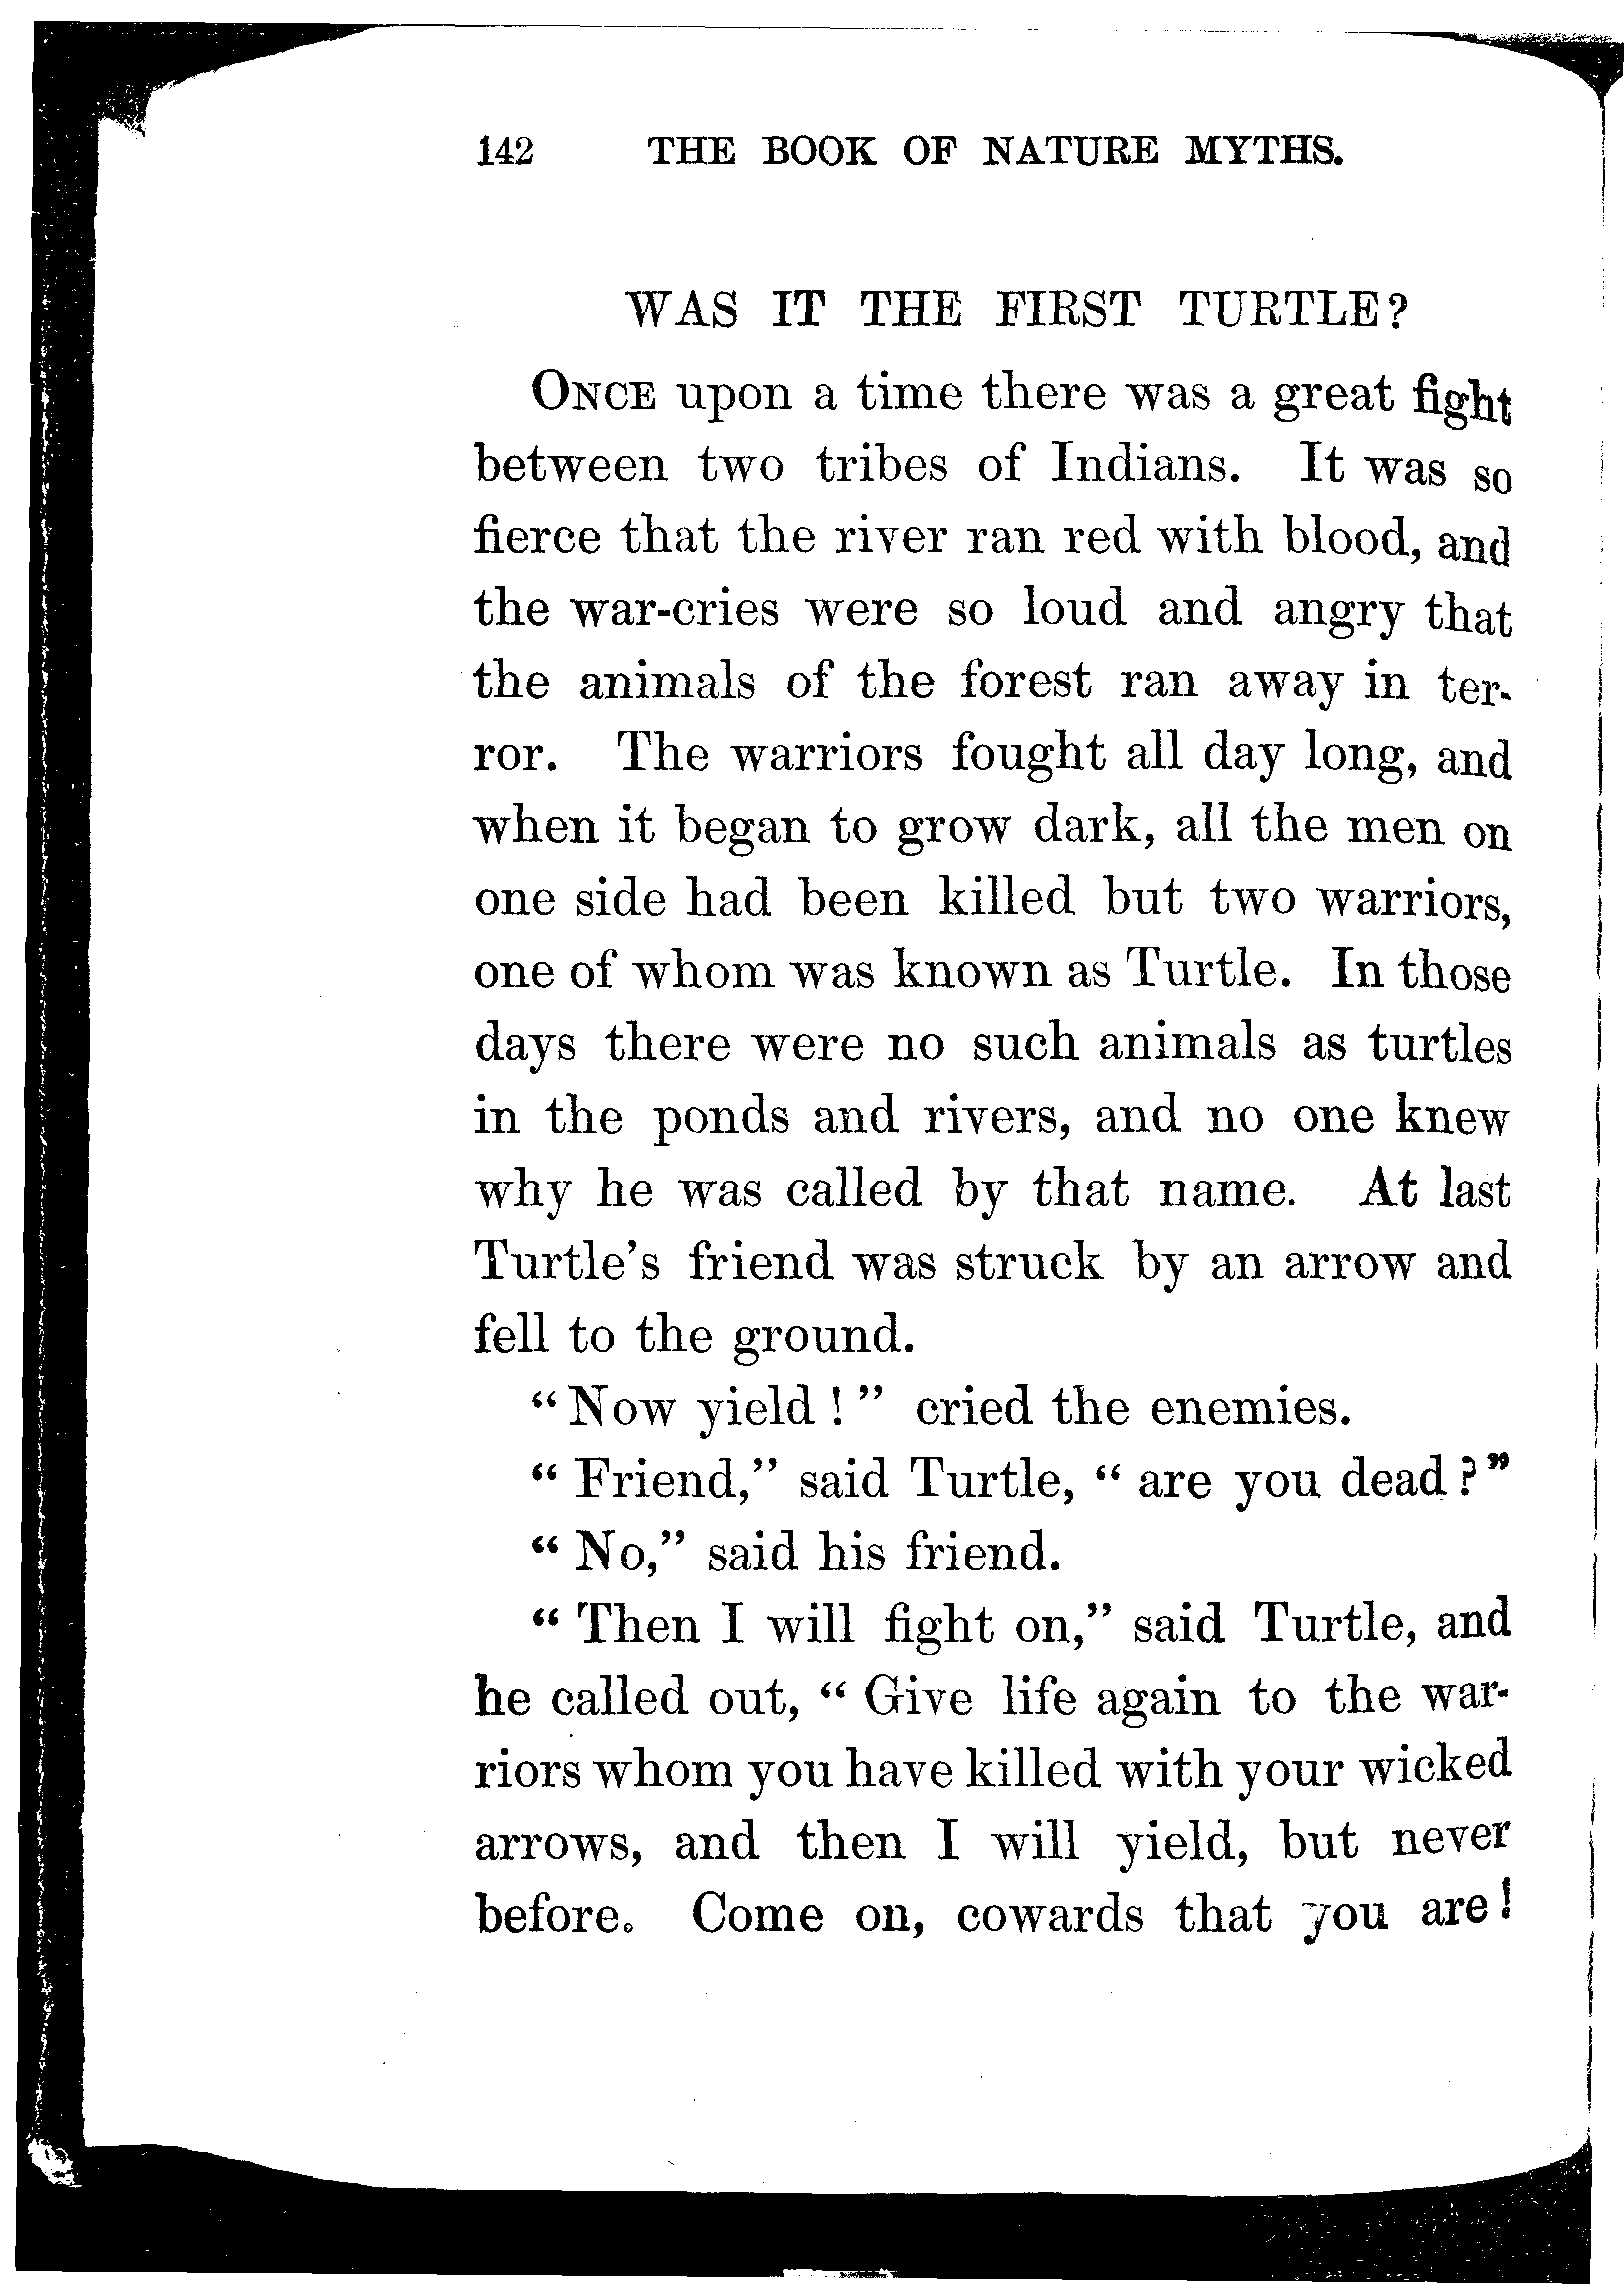 142 THE BOOK OF NATURE MYTHS.
WAS IT THE FIRST TURTLE?
ONCE upon a time there was a great fight
between two tribes of Indians. It was so
fierce that the river ran red with blood, and
the war-cries were so loud and angry that
the animals of the forest ran away in ter-
ror. The warriors fought all day long, and
when it began to grow dark, all the men on
one side had been killed but two warriors,
one of whom was known as Turtle. In those
days there were no such animals as turtles
in the ponds and rivers, and no one knew
why he was called by that name. At last
Turtle's friend was struck by an arrow and
fell to the ground.
"Now yield!" cried the enemies.
"Friend," said Turtle, "are you dead?"
"No," said his friend.
"Then I will fight on," said Turtle, and
he called out, "Give life again to the war-
riors whom you have killed with your wicked
arrows, and then I will yield, but never
before. Come on, cowards that you are!